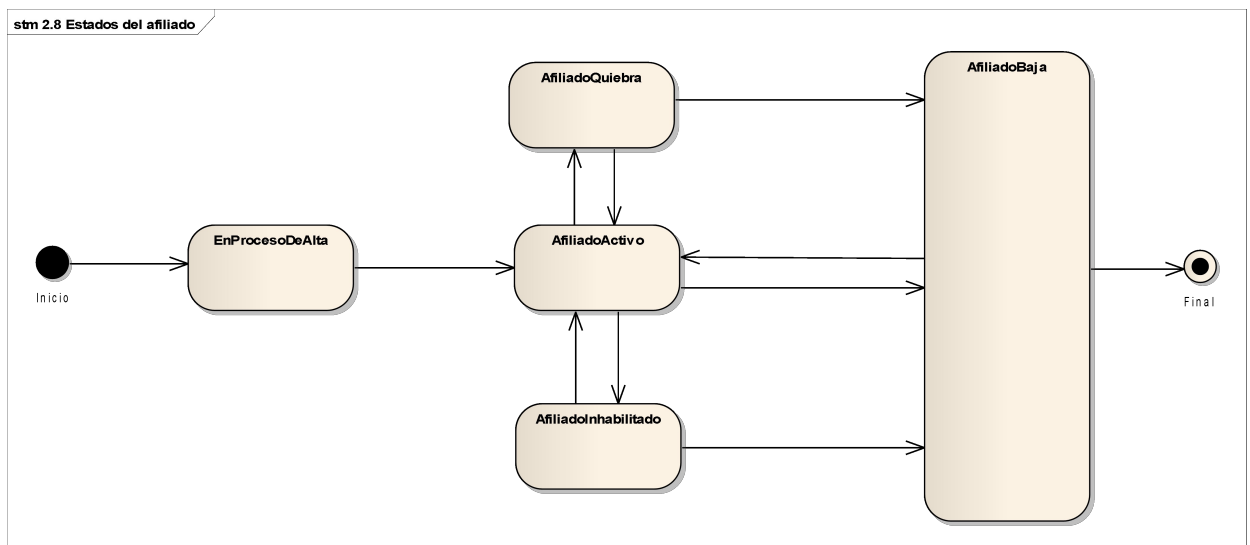 stm 2.8 Estados del afiliado
AfiliadoQuiebra
AfiliadoBaja
EnProcesoDeAlta
AfiliadoActivo
Inicio
Final
AfiliadoInhabilitado